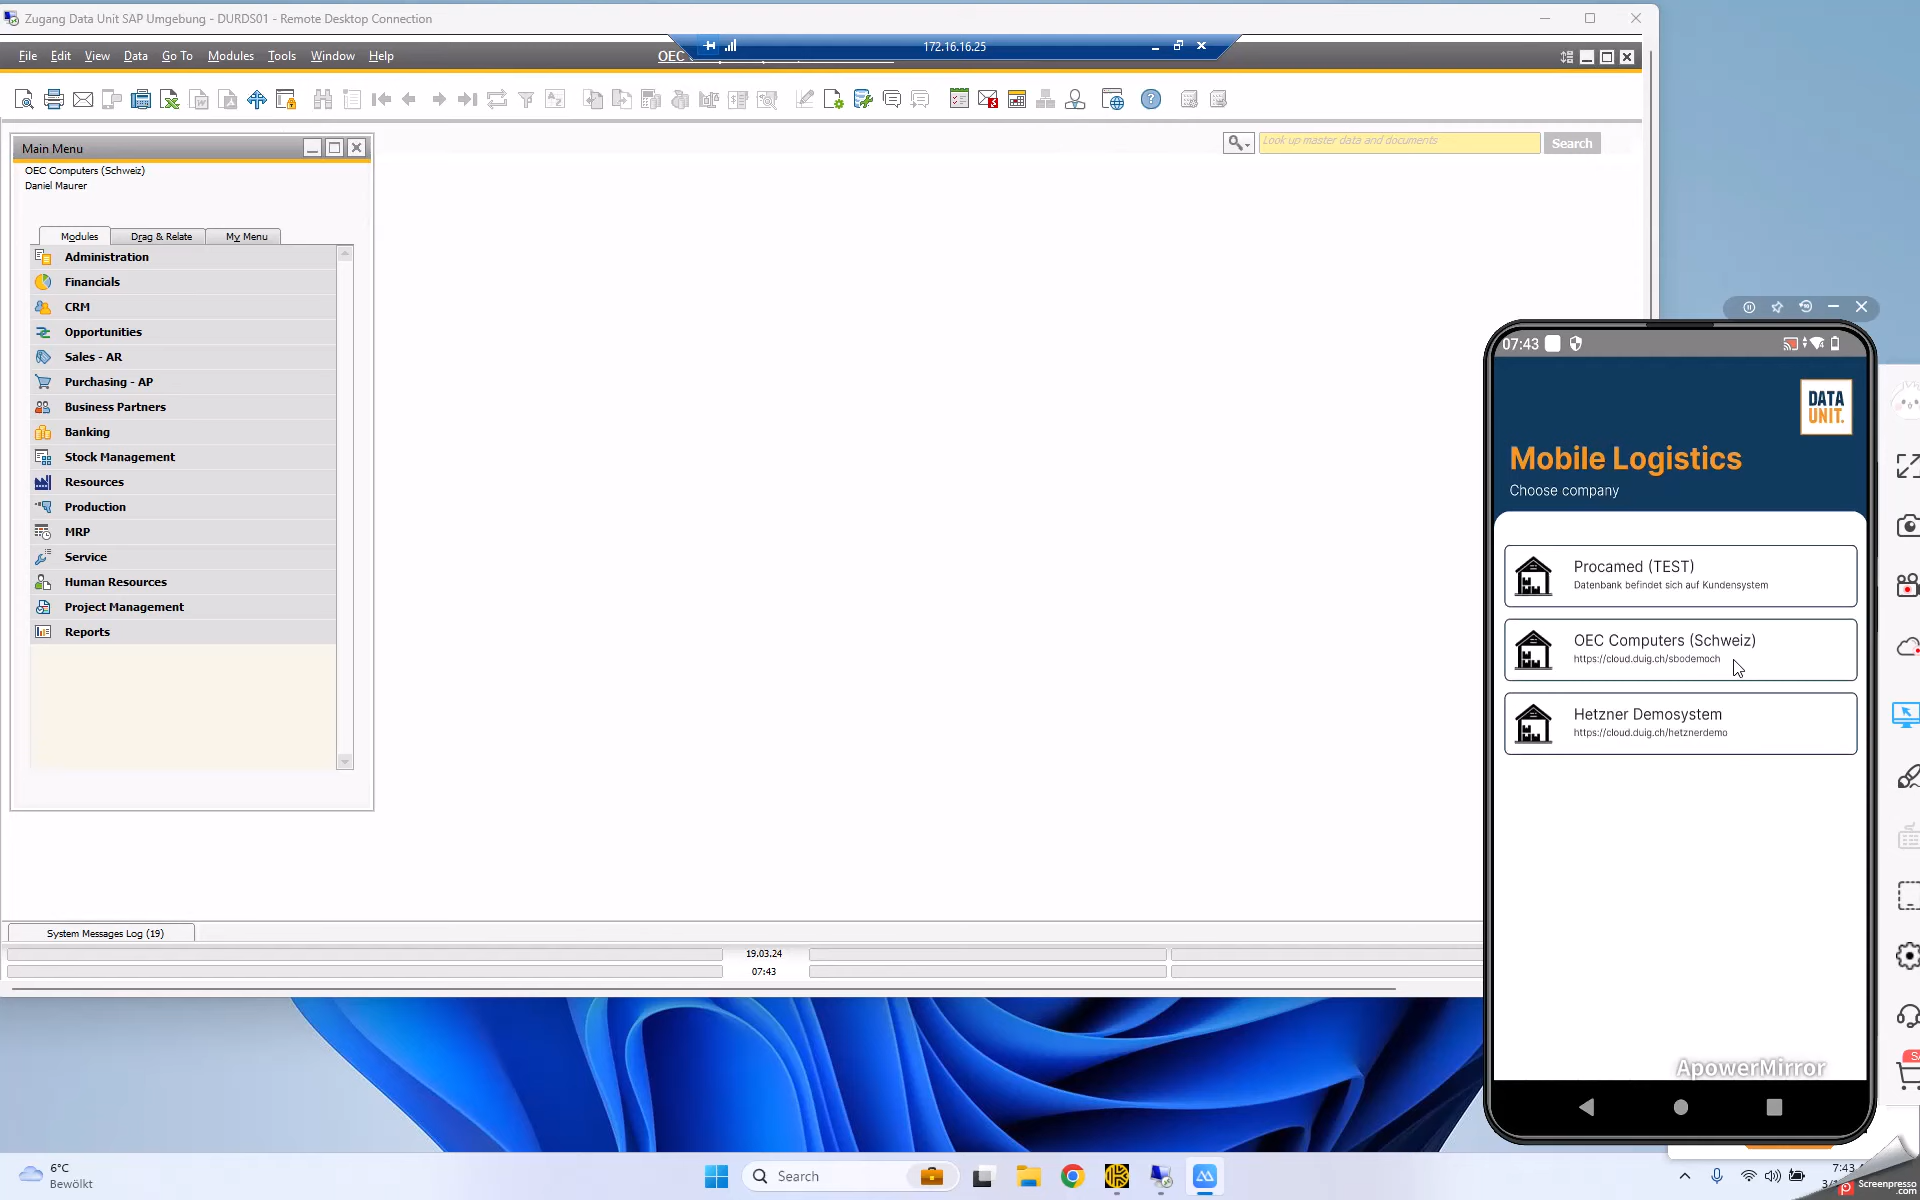 Zugang Data Unit SAP Umgebung - DURDS01 - Remote Desktop Connection
172.16.16.25
File Edit View Data Go To Modules Tools Window Help
OEC
Look up master data and documents
Search
Main Menu
OEC Computers (Schweiz)
Daniel Maurer
Modules
Drag & Relate
My Menu
Administration
Financials
CRM
Opportunities
Sales - AR
Purchasing - AP
Business Partners
Banking
Stock Management
Resources
Production
MRP
Service
Human Resources
Project Management
Reports
System Messages Log (19)
19.03.24
07:43
07:43
DATA
UNIT.
Mobile Logistics
Choose company
Procamed (TEST)
Datenbank befindet sich auf Kundensystem
OEC Computers (Schweiz)
https://cloud.duig.ch/sbodemoch
Hetzner Demosystem
https://cloud.duig.ch/hetznerdemo
ApowerMirror
6°C
Bewölkt
Search
7:43
Screenpresso
.com